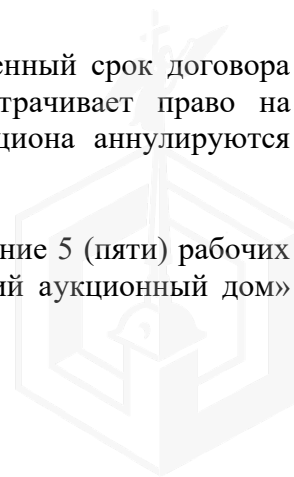 енный срок договора
трачивает право на
циона аннулируются
ние 5 (пяти) рабочих
ий аукционный дом»